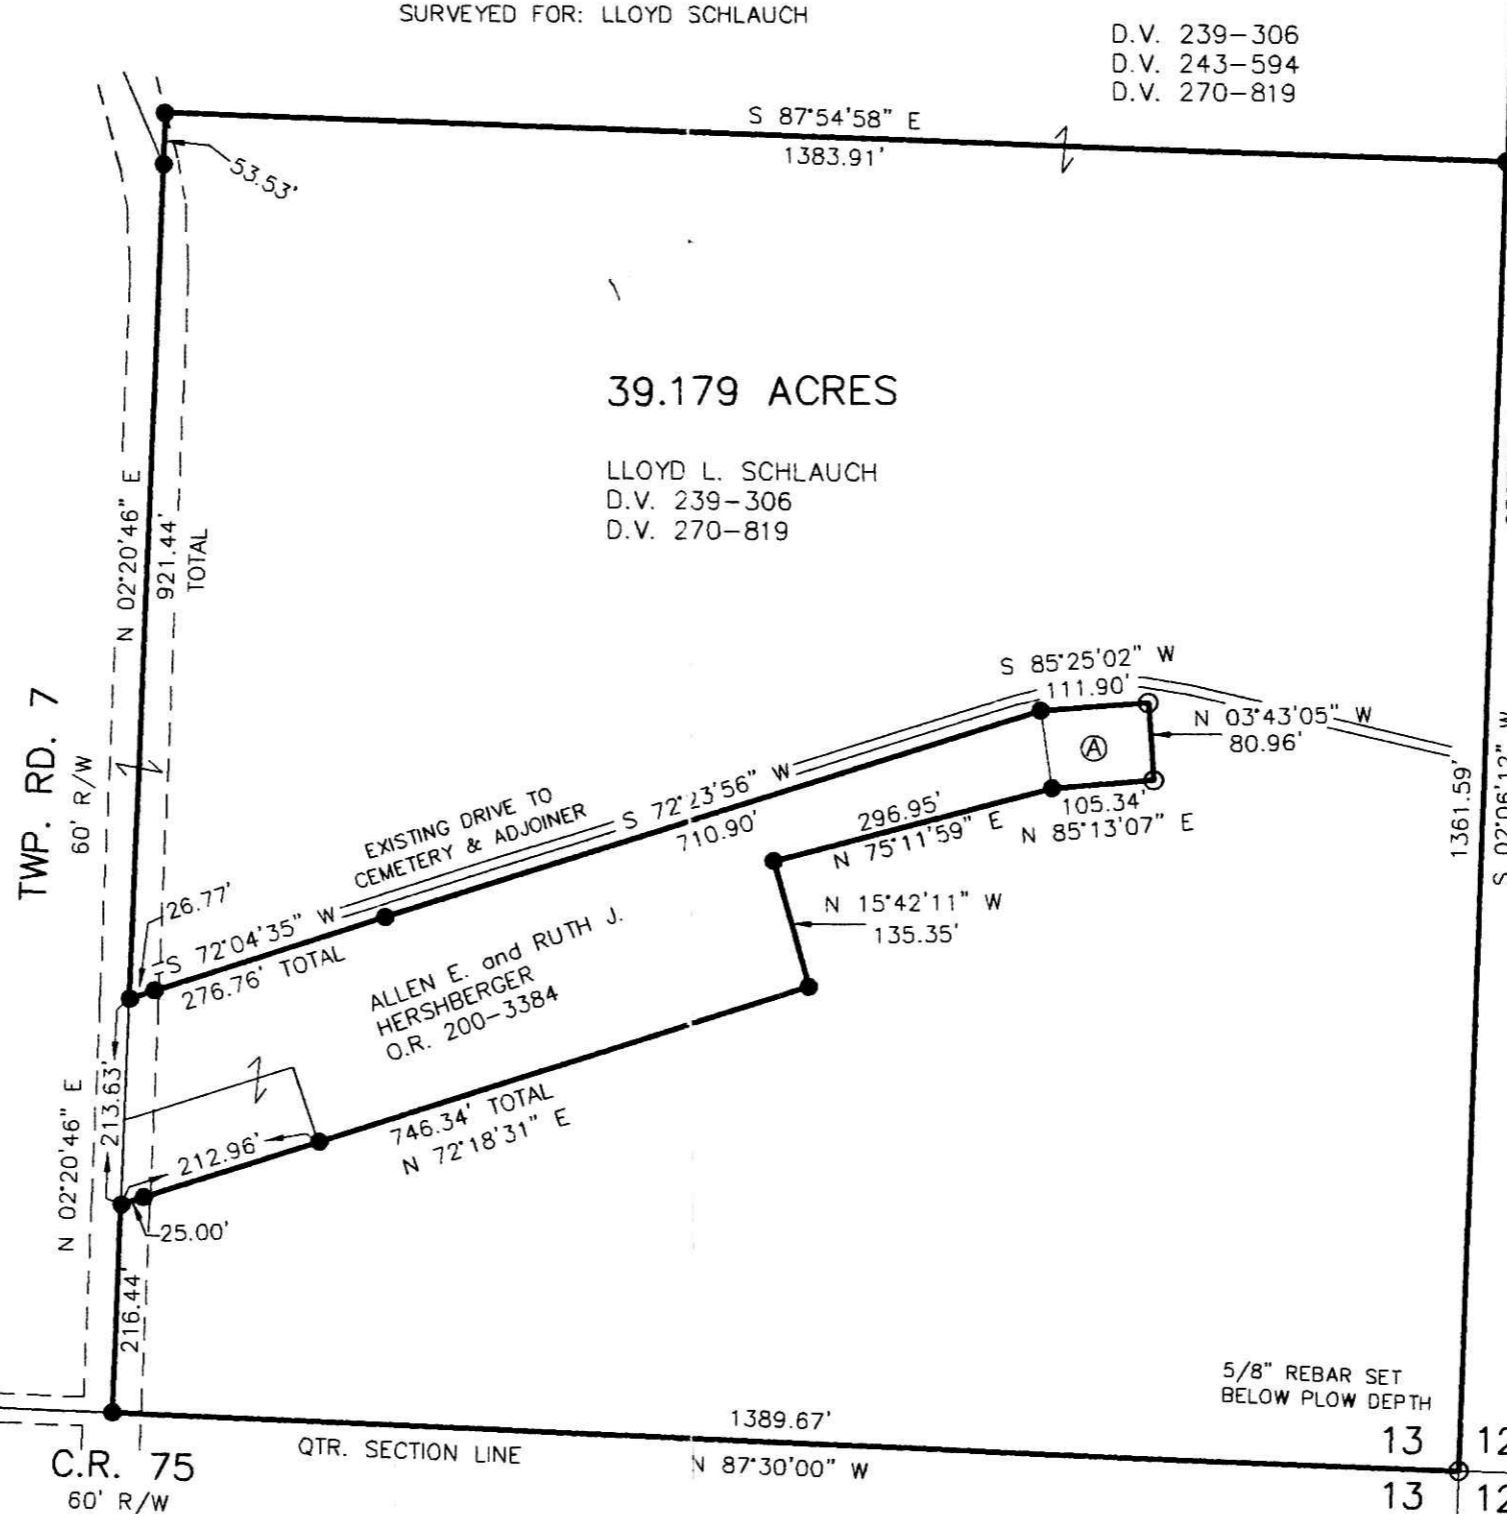 SURVEYED FOR: LLOYD SCHLAUCH
D.V. 239-306
D.V. 243-594
D.V. 270-819
S 87°54'58" E
1383.91'
53.53'
39.179 ACRES
LLOYD L. SCHLAUCH
D.V. 239-306
D.V. 270-819
N 02°20'46" E
921.44'
TOTAL
TWP. RD. 7
60' R/W
S 85°25'02" W
111.90'
N 03°43'05" W
80.96'
A
105.34'
N 85°13'07" E
296.95'
N 75°11'59" E
S 72°23'56" W
710.90'
EXISTING DRIVE TO
CEMETERY & ADJOINER
1361.59'
S 02°06'12" W
26.77'
S 72°04'35" W
276.76' TOTAL
N 15°42'11" W
135.35'
ALLEN E. and RUTH J.
HERSHBERGER
O.R. 200-3384
N 02°20'46" E
213.63'
212.96'
746.34' TOTAL
N 72°18'31" E
25.00'
216.44'
5/8" REBAR SET
BELOW PLOW DEPTH
1389.67'
QTR. SECTION LINE
N 87°30'00" W
C.R. 75
60' R/W
13 12
13 12